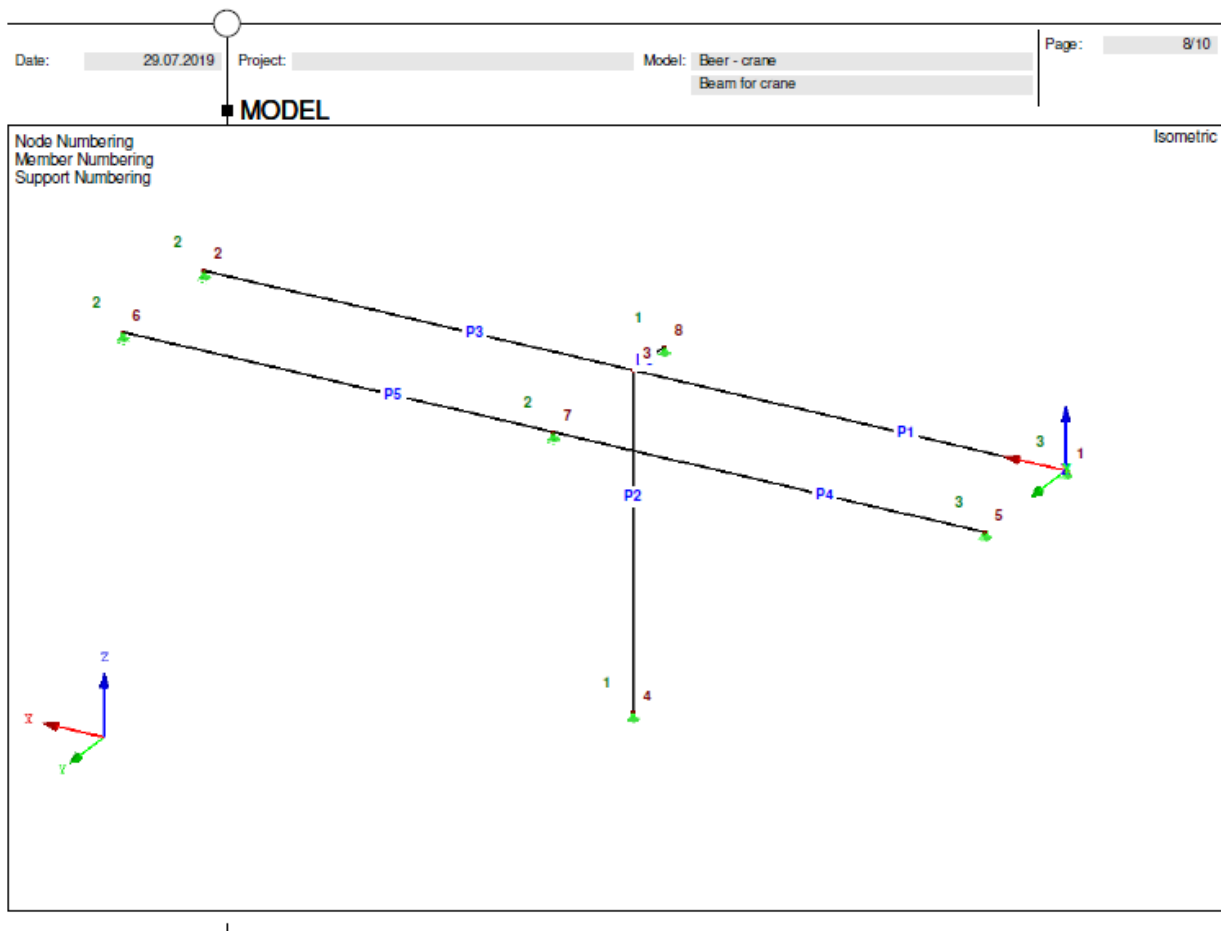 Date: 29.07.2019 Project: Model: Beer - crane Page: 8/10
Beam for crane
MODEL
Node Numbering
Member Numbering
Support Numbering
Isometric
2 2
2 6
P3
1 8
3
P5
2 7
P1
3 1
P2
P4
3 5
1 4
Z
X
Y